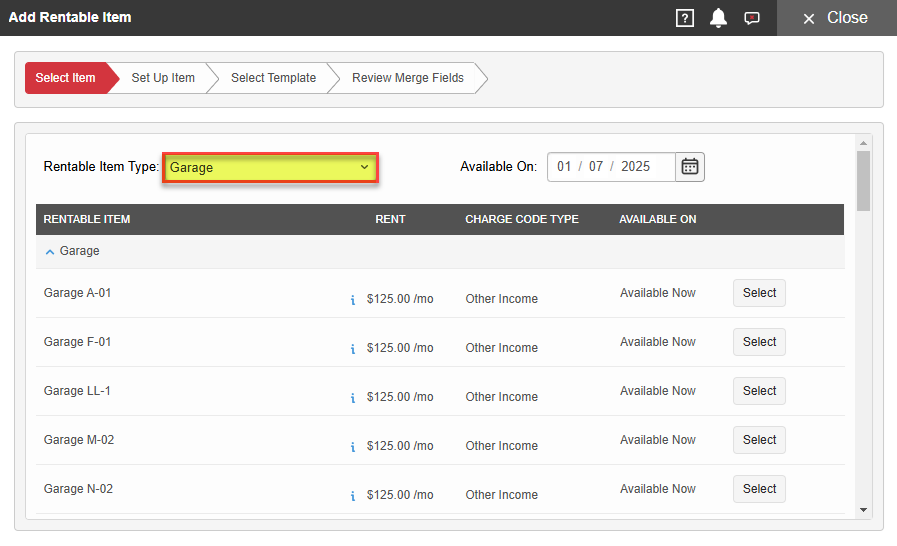 Add Rentable Item ? × Close
Select Item Set Up Item Select Template Review Merge Fields
Rentable Item Type: Garage Available On: 01 / 07 / 2025
RENTABLE ITEM RENT CHARGE CODE TYPE AVAILABLE ON
Garage
Garage A-01 i $125.00 /mo Other Income Available Now Select
Garage F-01 i $125.00 /mo Other Income Available Now Select
Garage LL-1 i $125.00 /mo Other Income Available Now Select
Garage M-02 i $125.00 /mo Other Income Available Now Select
Garage N-02 i $125.00 /mo Other Income Available Now Select